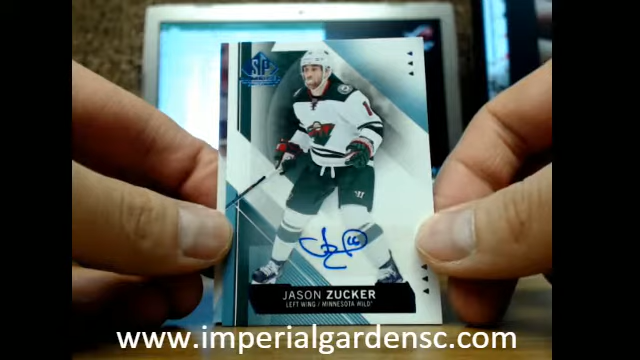 SP
JASON ZUCKER
LEFT WING / MINNESOTA WILD
www.imperialgardensc.com